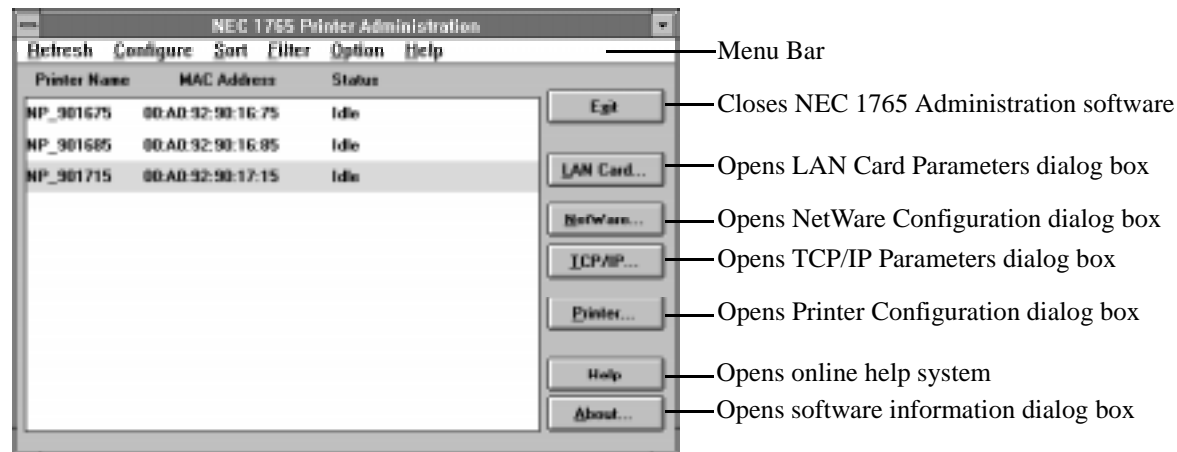 NEC 1765 Printer Administration
Refresh Configure Sort Filter Option Help
Menu Bar
Printer Name MAC Address Status
NP_901675 00:A0:92:90:16:75 Idle
NP_901685 00:A0:92:90:16:85 Idle
NP_901715 00:A0:92:90:17:15 Idle
Exit
Closes NEC 1765 Administration software
LAN Card...
Opens LAN Card Parameters dialog box
NetWare...
Opens NetWare Configuration dialog box
TCP/IP...
Opens TCP/IP Parameters dialog box
Printer...
Opens Printer Configuration dialog box
Help
Opens online help system
About...
Opens software information dialog box